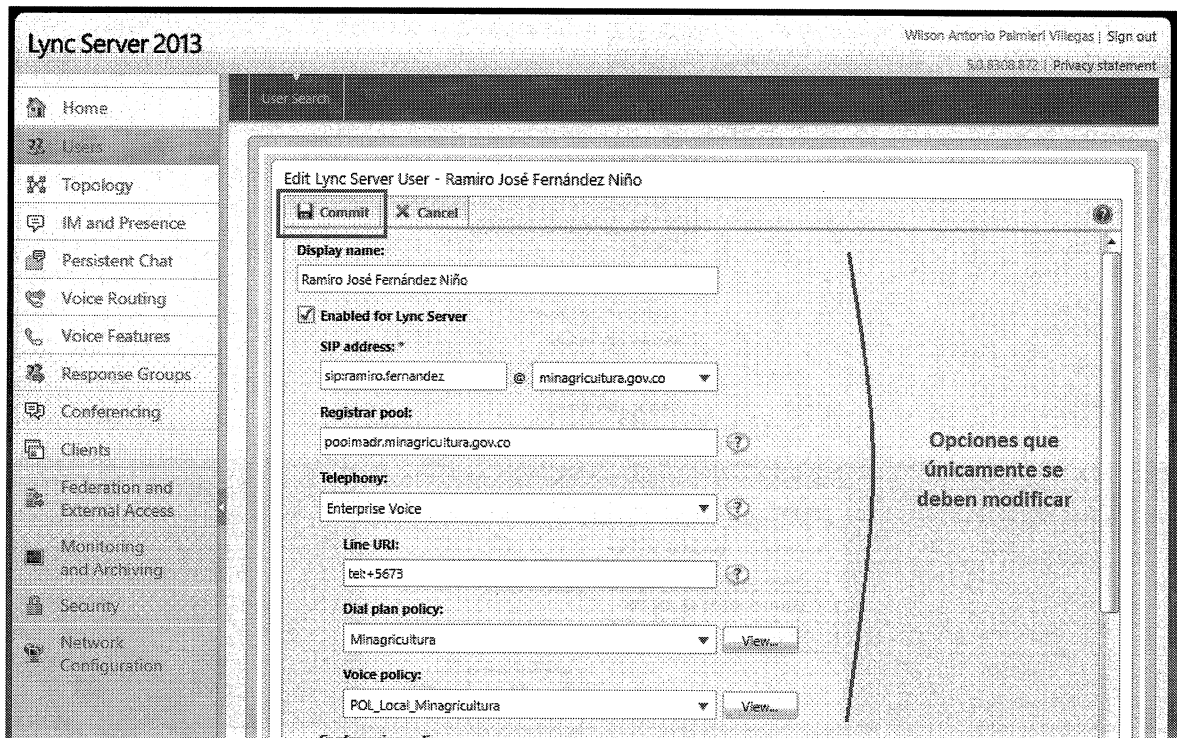 Lync Server 2013
Wilson Antonio Palmieri Villegas | Sign out
5.0.8308.872 | Privacy statement
User Search
Home
Users
Topology
IM and Presence
Persistent Chat
Voice Routing
Voice Features
Response Groups
Conferencing
Clients
Federation and
External Access
Monitoring
and Archiving
Security
Network
Configuration
Edit Lync Server User - Ramiro José Fernández Niño
Commit
Cancel
Display name:
Ramiro José Fernández Niño
Enabled for Lync Server
SIP address: *
sip:ramiro.fernandez @ minagricultura.gov.co
Registrar pool:
poolmadr.minagricultura.gov.co
Telephony:
Enterprise Voice
Line URI:
tel:+5673
Dial plan policy:
Minagricultura View...
Voice policy:
POL_Local_Minagricultura View...
Opciones que
únicamente se
deben modificar